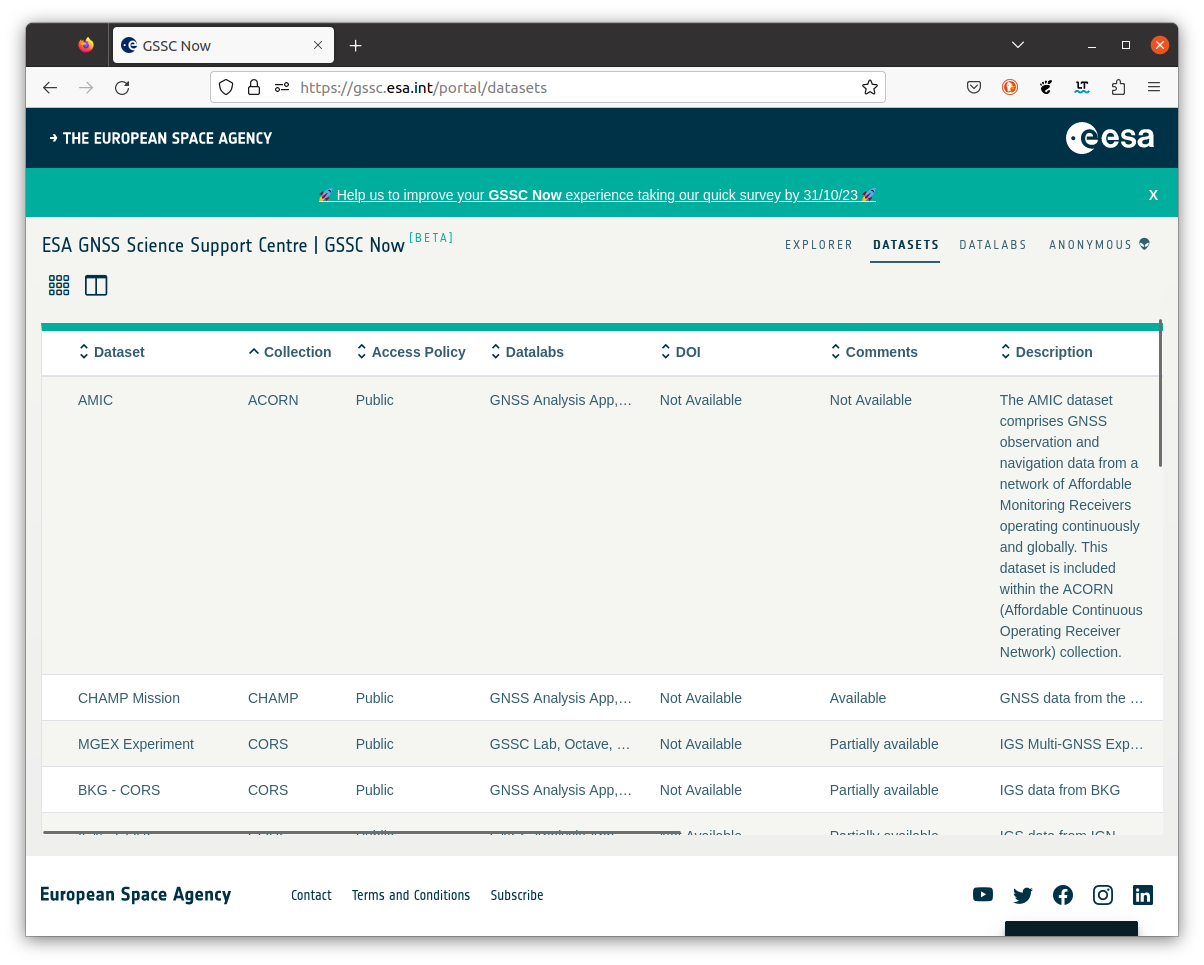 GSSC Now
https://gssc.esa.int/portal/datasets
THE EUROPEAN SPACE AGENCY
esa
Help us to improve your GSSC Now experience taking our quick survey by 31/10/23
X
ESA GNSS Science Support Centre | GSSC Now [BETA]
EXPLORER DATASETS DATALABS ANONYMOUS
Dataset Collection Access Policy Datalabs DOI Comments Description
AMIC ACORN Public GNSS Analysis App,… Not Available Not Available The AMIC dataset
comprises GNSS
observation and
navigation data from a
network of Affordable
Monitoring Receivers
operating continuously
and globally. This
dataset is included
within the ACORN
(Affordable Continuous
Operating Receiver
Network) collection.
CHAMP Mission CHAMP Public GNSS Analysis App,… Not Available Available GNSS data from the …
MGEX Experiment CORS Public GSSC Lab, Octave, … Not Available Partially available IGS Multi-GNSS Exp…
BKG - CORS CORS Public GNSS Analysis App,… Not Available Partially available IGS data from BKG
CORS Public Not Available Partially available IGS data from IGN
European Space Agency Contact Terms and Conditions Subscribe